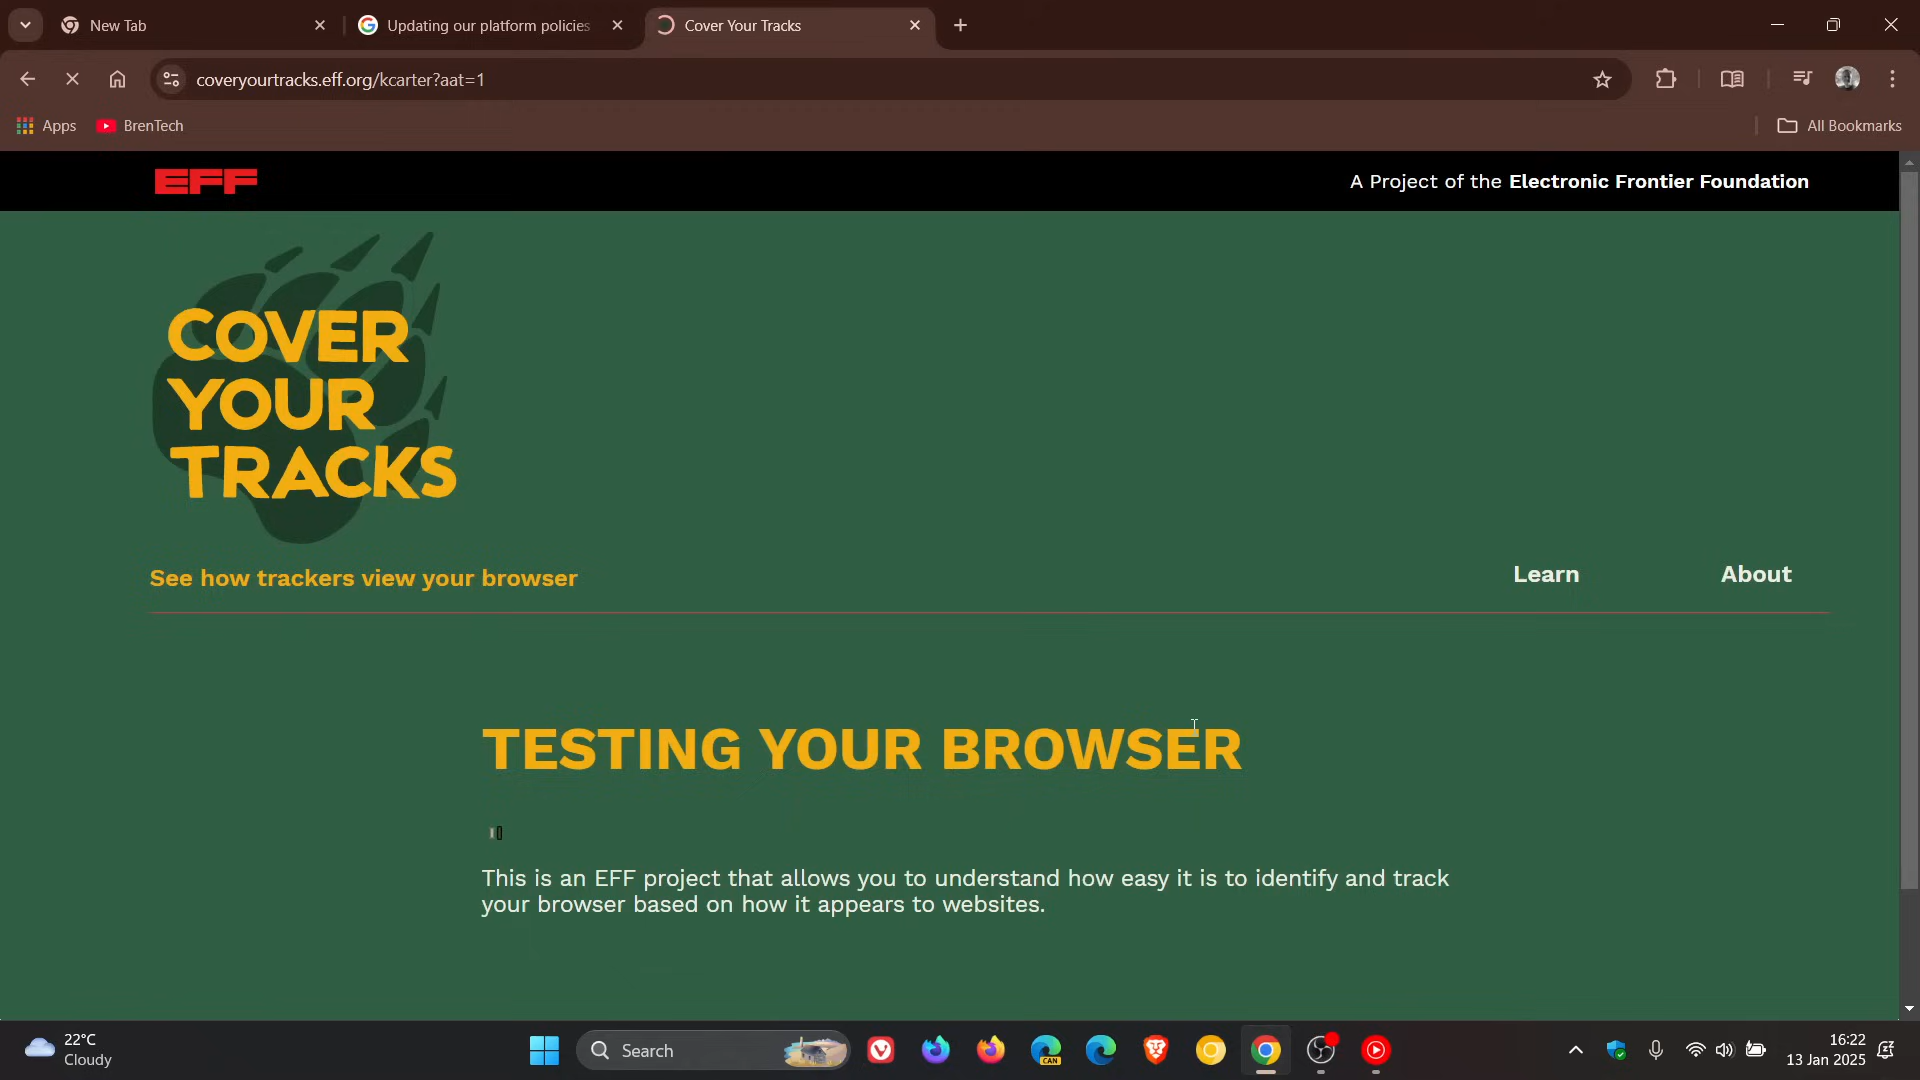 New Tab
Updating our platform policies
Cover Your Tracks
coveryourtracks.eff.org/kcarter?aat=1
Apps
BrenTech
All Bookmarks
EFF
A Project of the Electronic Frontier Foundation
COVER
YOUR
TRACKS
See how trackers view your browser
Learn
About
TESTING YOUR BROWSER
This is an EFF project that allows you to understand how easy it is to identify and track
your browser based on how it appears to websites.
22°C
Cloudy
Search
CAN
16:22
13 Jan 2025